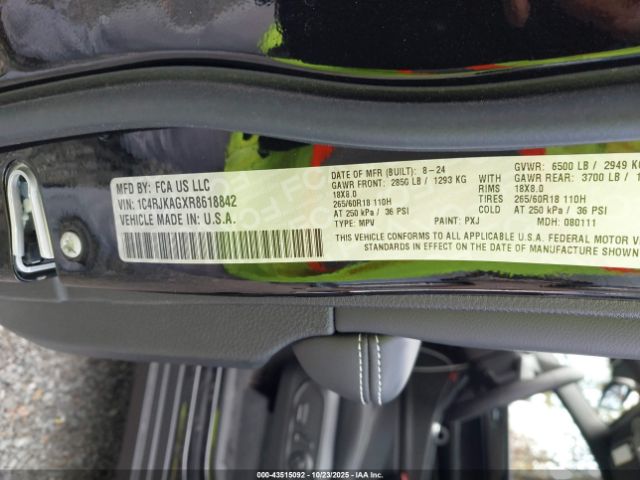 MFD BY: FCA US LLC
VIN: 1C4RJKAGXR8618842
VEHICLE MADE IN U.S.A.
DATE OF MFR (BUILT): 8-24
GAWR FRONT: 2850 LB / 1293 KG WITH
18X8.0 RIMS
265/60R18 110H TIRES
AT 250 kPa / 36 PSI COLD
TYPE: MPV PAINT: PXJ
GVWR: 6500 LB / 2949 KG
GAWR REAR: 3700 LB / 1
18X8.0
265/60R18 110H
AT 250 kPa / 36 PSI
MDH: 080111
THIS VEHICLE CONFORMS TO ALL APPLICABLE U.S.A. FEDERAL MOTOR V
STANDARDS IN EFFECT ON THE DATE OF MANUFACTURE SHOWN
000-43515092 - 10/23/2025 - COPART